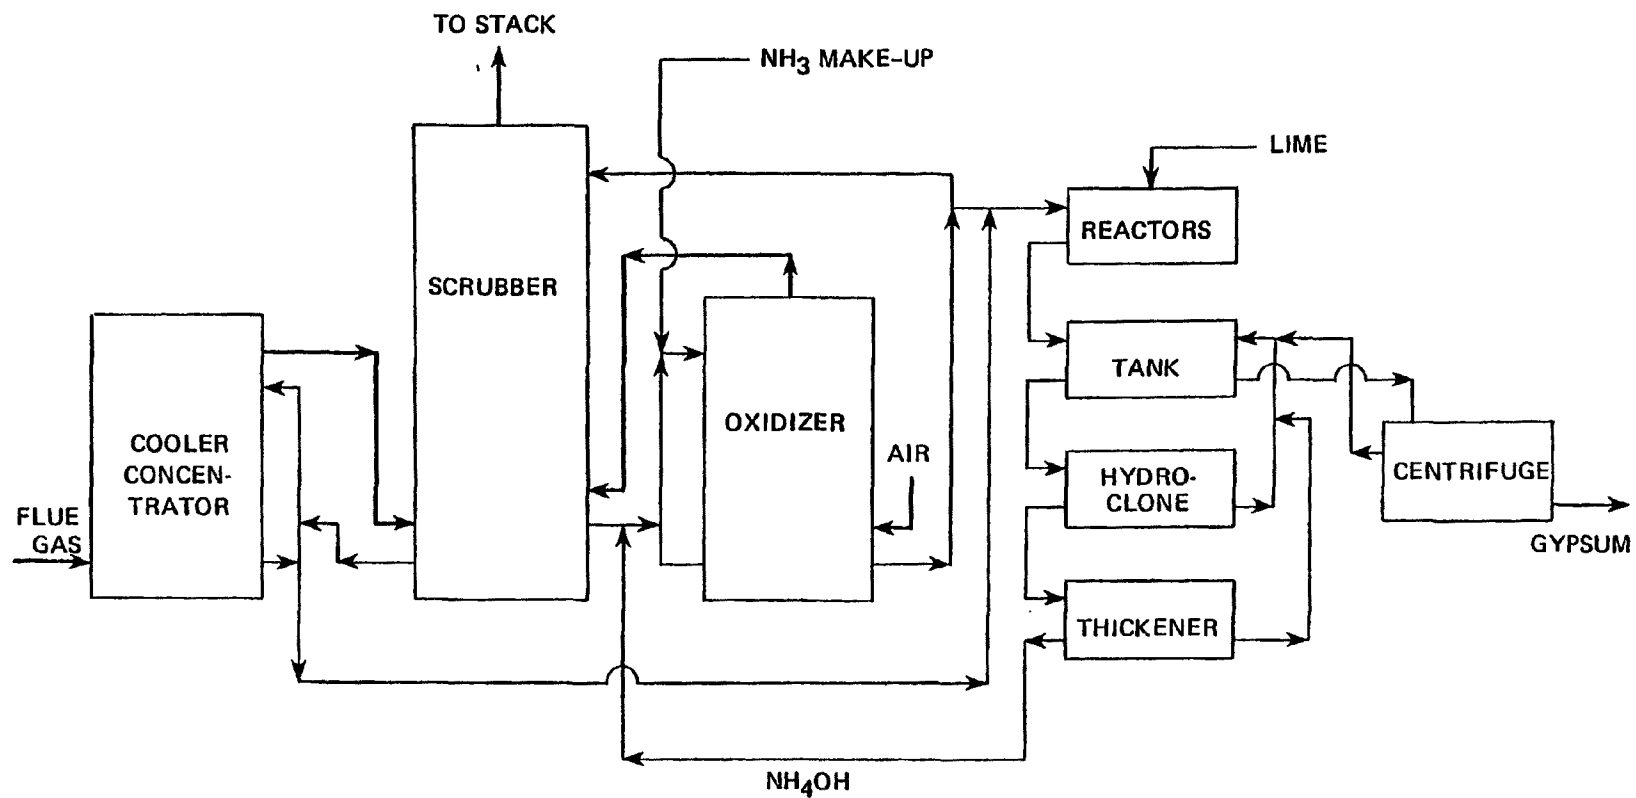 TO STACK
NH₃ MAKE-UP
LIME
REACTORS
SCRUBBER
TANK
OXIDIZER
COOLER
CONCEN-
TRATOR
AIR
HYDRO-
CLONE
CENTRIFUGE
FLUE
GAS
GYPSUM
THICKENER
NH₄OH